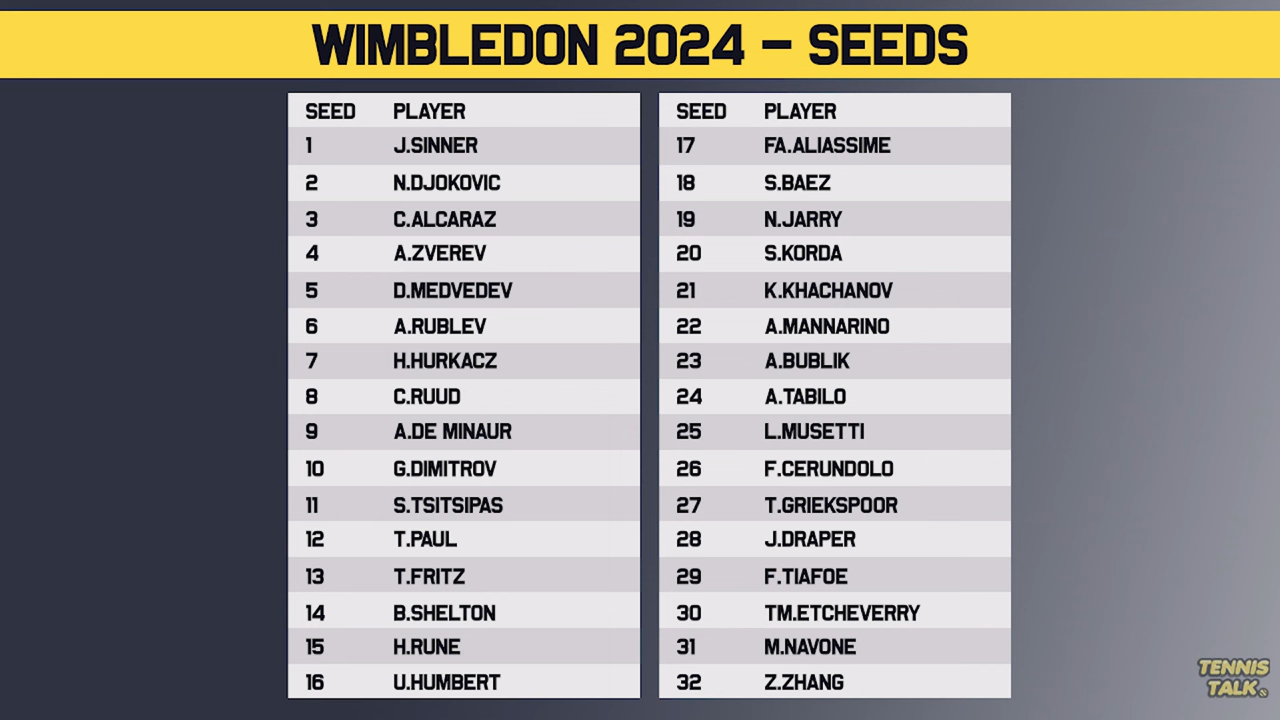 WIMBLEDON 2024 – SEEDS
SEED PLAYER
1 J.SINNER
2 N.DJOKOVIC
3 C.ALCARAZ
4 A.ZVEREV
5 D.MEDVEDEV
6 A.RUBLEV
7 H.HURKACZ
8 C.RUUD
9 A.DE MINAUR
10 G.DIMITROV
11 S.TSITSIPAS
12 T.PAUL
13 T.FRITZ
14 B.SHELTON
15 H.RUNE
16 U.HUMBERT
SEED PLAYER
17 FA.ALIASSIME
18 S.BAEZ
19 N.JARRY
20 S.KORDA
21 K.KHACHANOV
22 A.MANNARINO
23 A.BUBLIK
24 A.TABILO
25 L.MUSETTI
26 F.CERUNDOLO
27 T.GRIEKSPOOR
28 J.DRAPER
29 F.TIAFOE
30 TM.ETCHEVERRY
31 M.NAVONE
32 Z.ZHANG
TENNIS
TALK